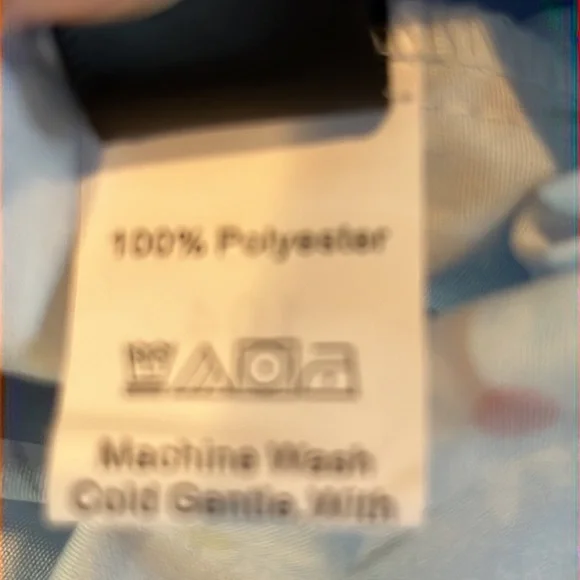 100% Polyester
Machine Wash
Cold Gentle With